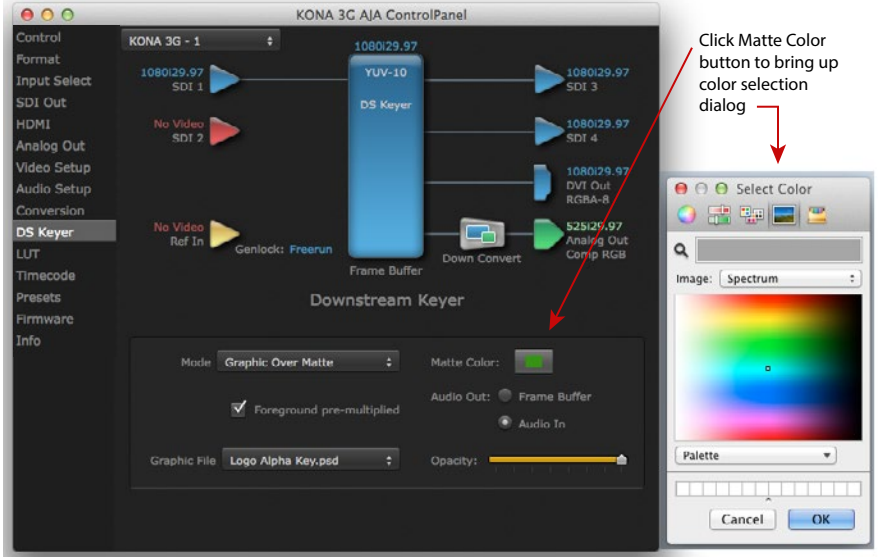 KONA 3G AJA ControlPanel
Control
Format
Input Select
SDI Out
HDMI
Analog Out
Video Setup
Audio Setup
Conversion
DS Keyer
LUT
Timecode
Presets
Firmware
Info
KONA 3G - 1
1080i29.97
YUV-10
DS Keyer
Frame Buffer
1080i29.97
SDI 1
No Video
SDI 2
No Video
Ref In
Genlock: Freerun
1080i29.97
SDI 3
1080i29.97
SDI 4
1080i29.97
DVI Out
RGBA-8
Down Convert
525i29.97
Analog Out
Comp RGB
Downstream Keyer
Mode Graphic Over Matte
Foreground pre-multiplied
Graphic File Logo Alpha Key.psd
Matte Color:
Audio Out: Frame Buffer
Audio In
Opacity:
Click Matte Color
button to bring up
color selection
dialog
Select Color
Image: Spectrum
Palette
Cancel OK